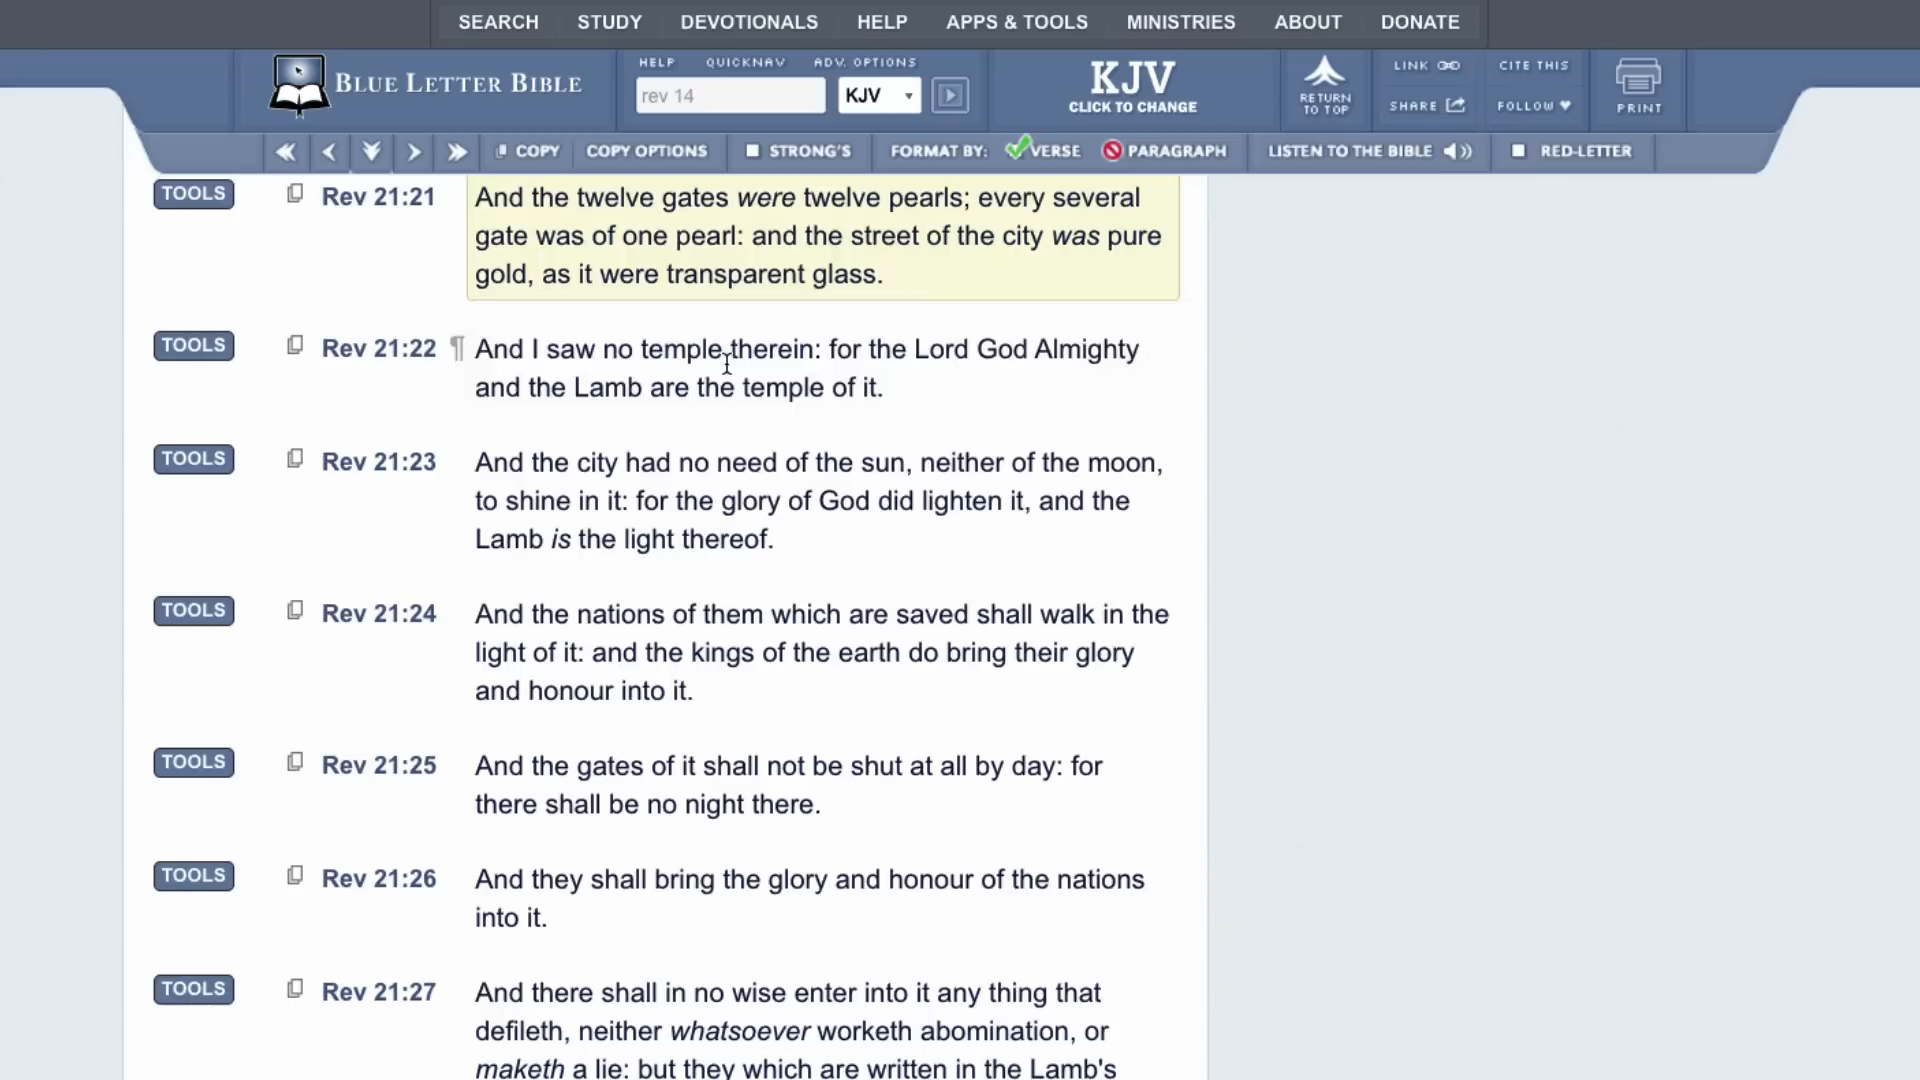 SEARCH STUDY DEVOTIONALS HELP APPS & TOOLS MINISTRIES ABOUT DONATE
BLUE LETTER BIBLE
HELP QUICKNAV ADV. OPTIONS
rev 14 KJV
KJV
CLICK TO CHANGE
RETURN
TO TOP
LINK
SHARE
CITE THIS
FOLLOW ♥
PRINT
COPY COPY OPTIONS STRONG'S FORMAT BY: VERSE PARAGRAPH LISTEN TO THE BIBLE RED-LETTER
TOOLS Rev 21:21 And the twelve gates were twelve pearls; every several
gate was of one pearl: and the street of the city was pure
gold, as it were transparent glass.
TOOLS Rev 21:22 ¶ And I saw no temple therein: for the Lord God Almighty
and the Lamb are the temple of it.
TOOLS Rev 21:23 And the city had no need of the sun, neither of the moon,
to shine in it: for the glory of God did lighten it, and the
Lamb is the light thereof.
TOOLS Rev 21:24 And the nations of them which are saved shall walk in the
light of it: and the kings of the earth do bring their glory
and honour into it.
TOOLS Rev 21:25 And the gates of it shall not be shut at all by day: for
there shall be no night there.
TOOLS Rev 21:26 And they shall bring the glory and honour of the nations
into it.
TOOLS Rev 21:27 And there shall in no wise enter into it any thing that
defileth, neither whatsoever worketh abomination, or
maketh a lie: but they which are written in the Lamb's